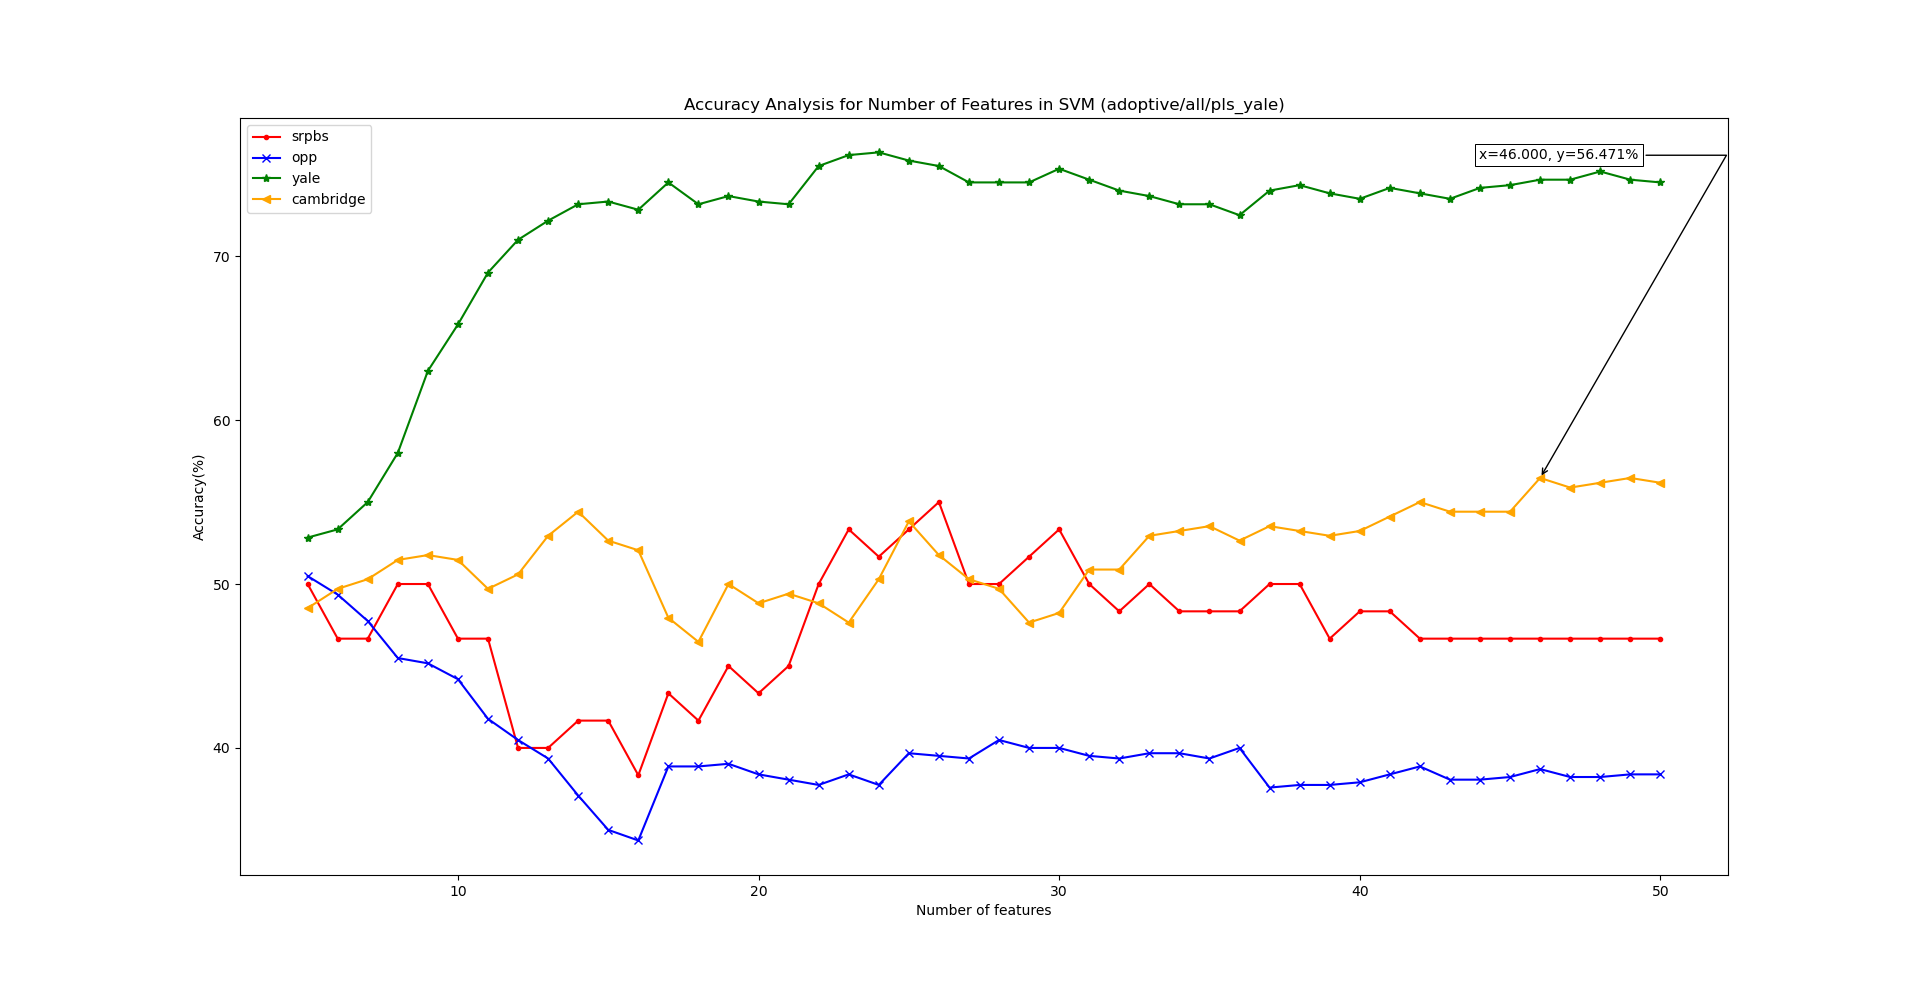 Accuracy Analysis for Number of Features in SVM (adoptive/all/pls_yale)
srpbs
opp
yale
cambridge
x=46.000, y=56.471%
70
60
50
40
Accuracy(%)
10 20 30 40 50
Number of features